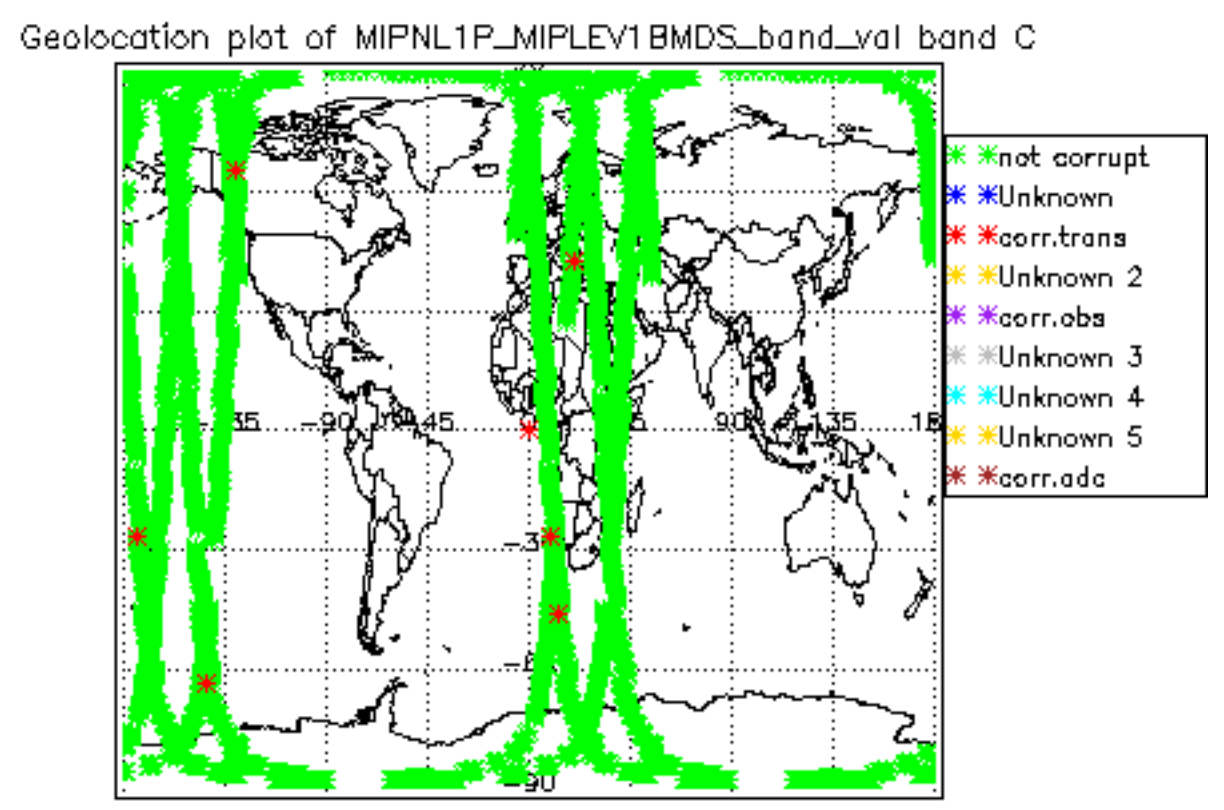 Geolocation plot of MIPNL1P_MIPLEV1BMDS_band_val band C
not corrupt
Unknown
corr.trans
Unknown 2
corr.obs
Unknown 3
Unknown 4
Unknown 5
corr.adc
-90 -45 90 135
-90